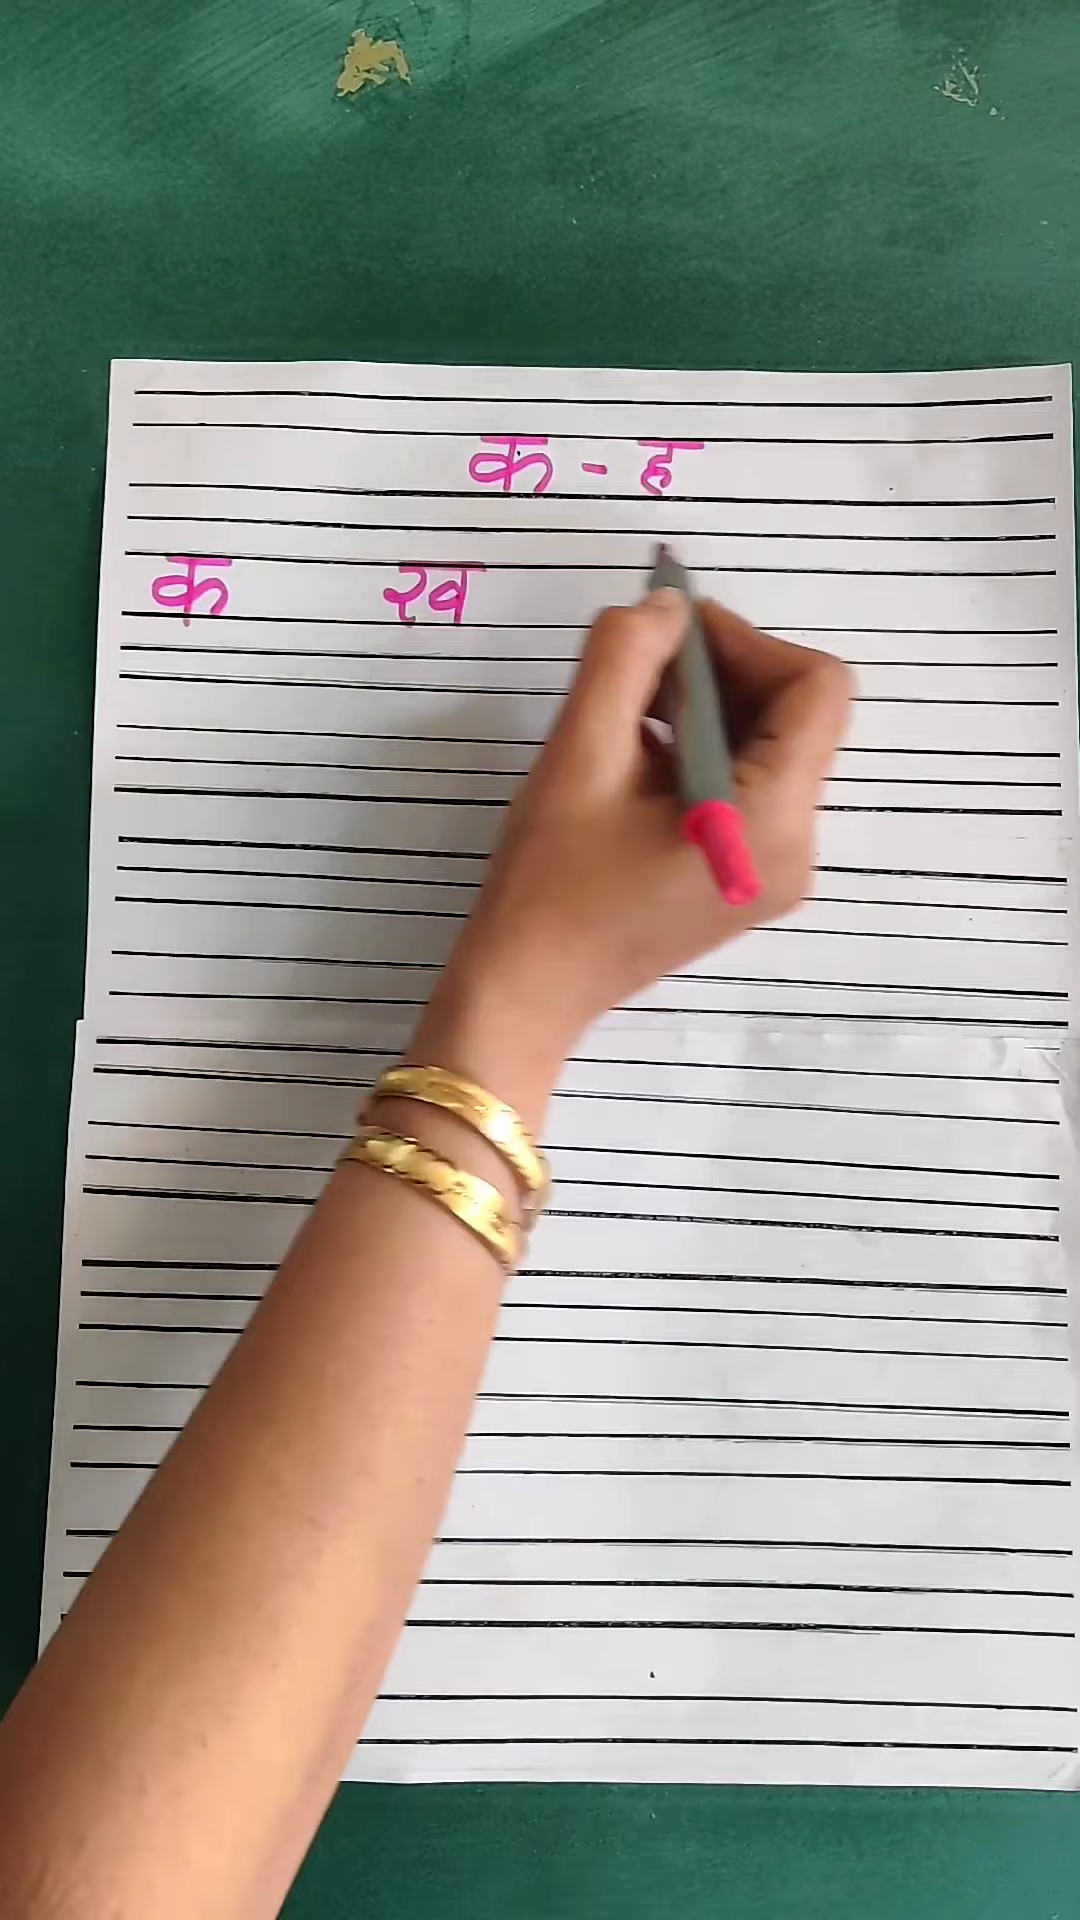 क - ह
क ख